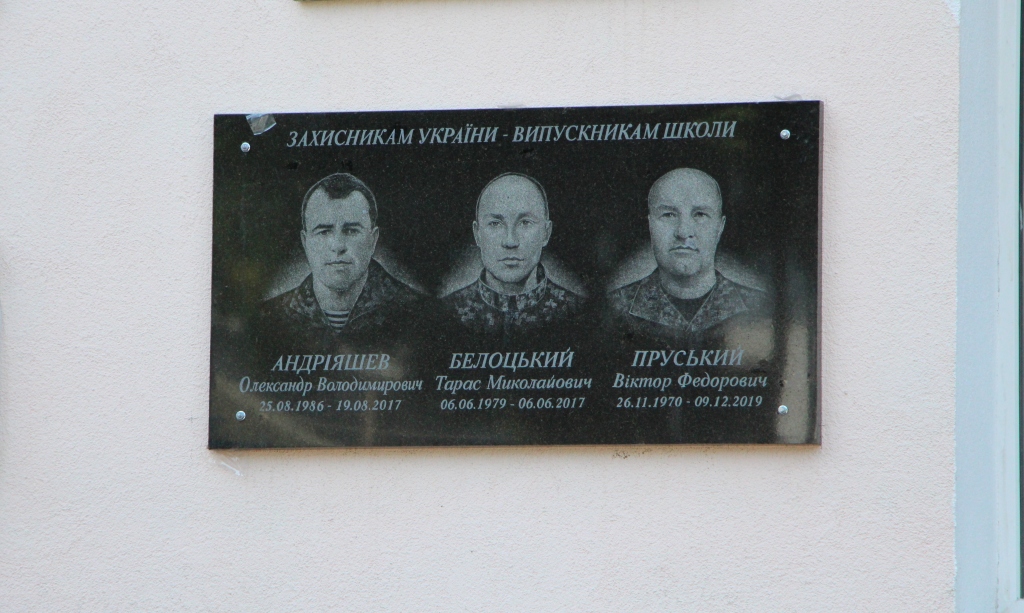 ЗАХИСНИКАМ УКРАЇНИ - ВИПУСКНИКАМ ШКОЛИ
АНДРІЯШЕВ
Олександр Володимирович
25.08.1986 - 19.08.2017
БЕЛОЦЬКИЙ
Тарас Миколайович
06.06.1979 - 06.06.2017
ПРУСЬКИЙ
Віктор Федорович
26.11.1970 - 09.12.2019